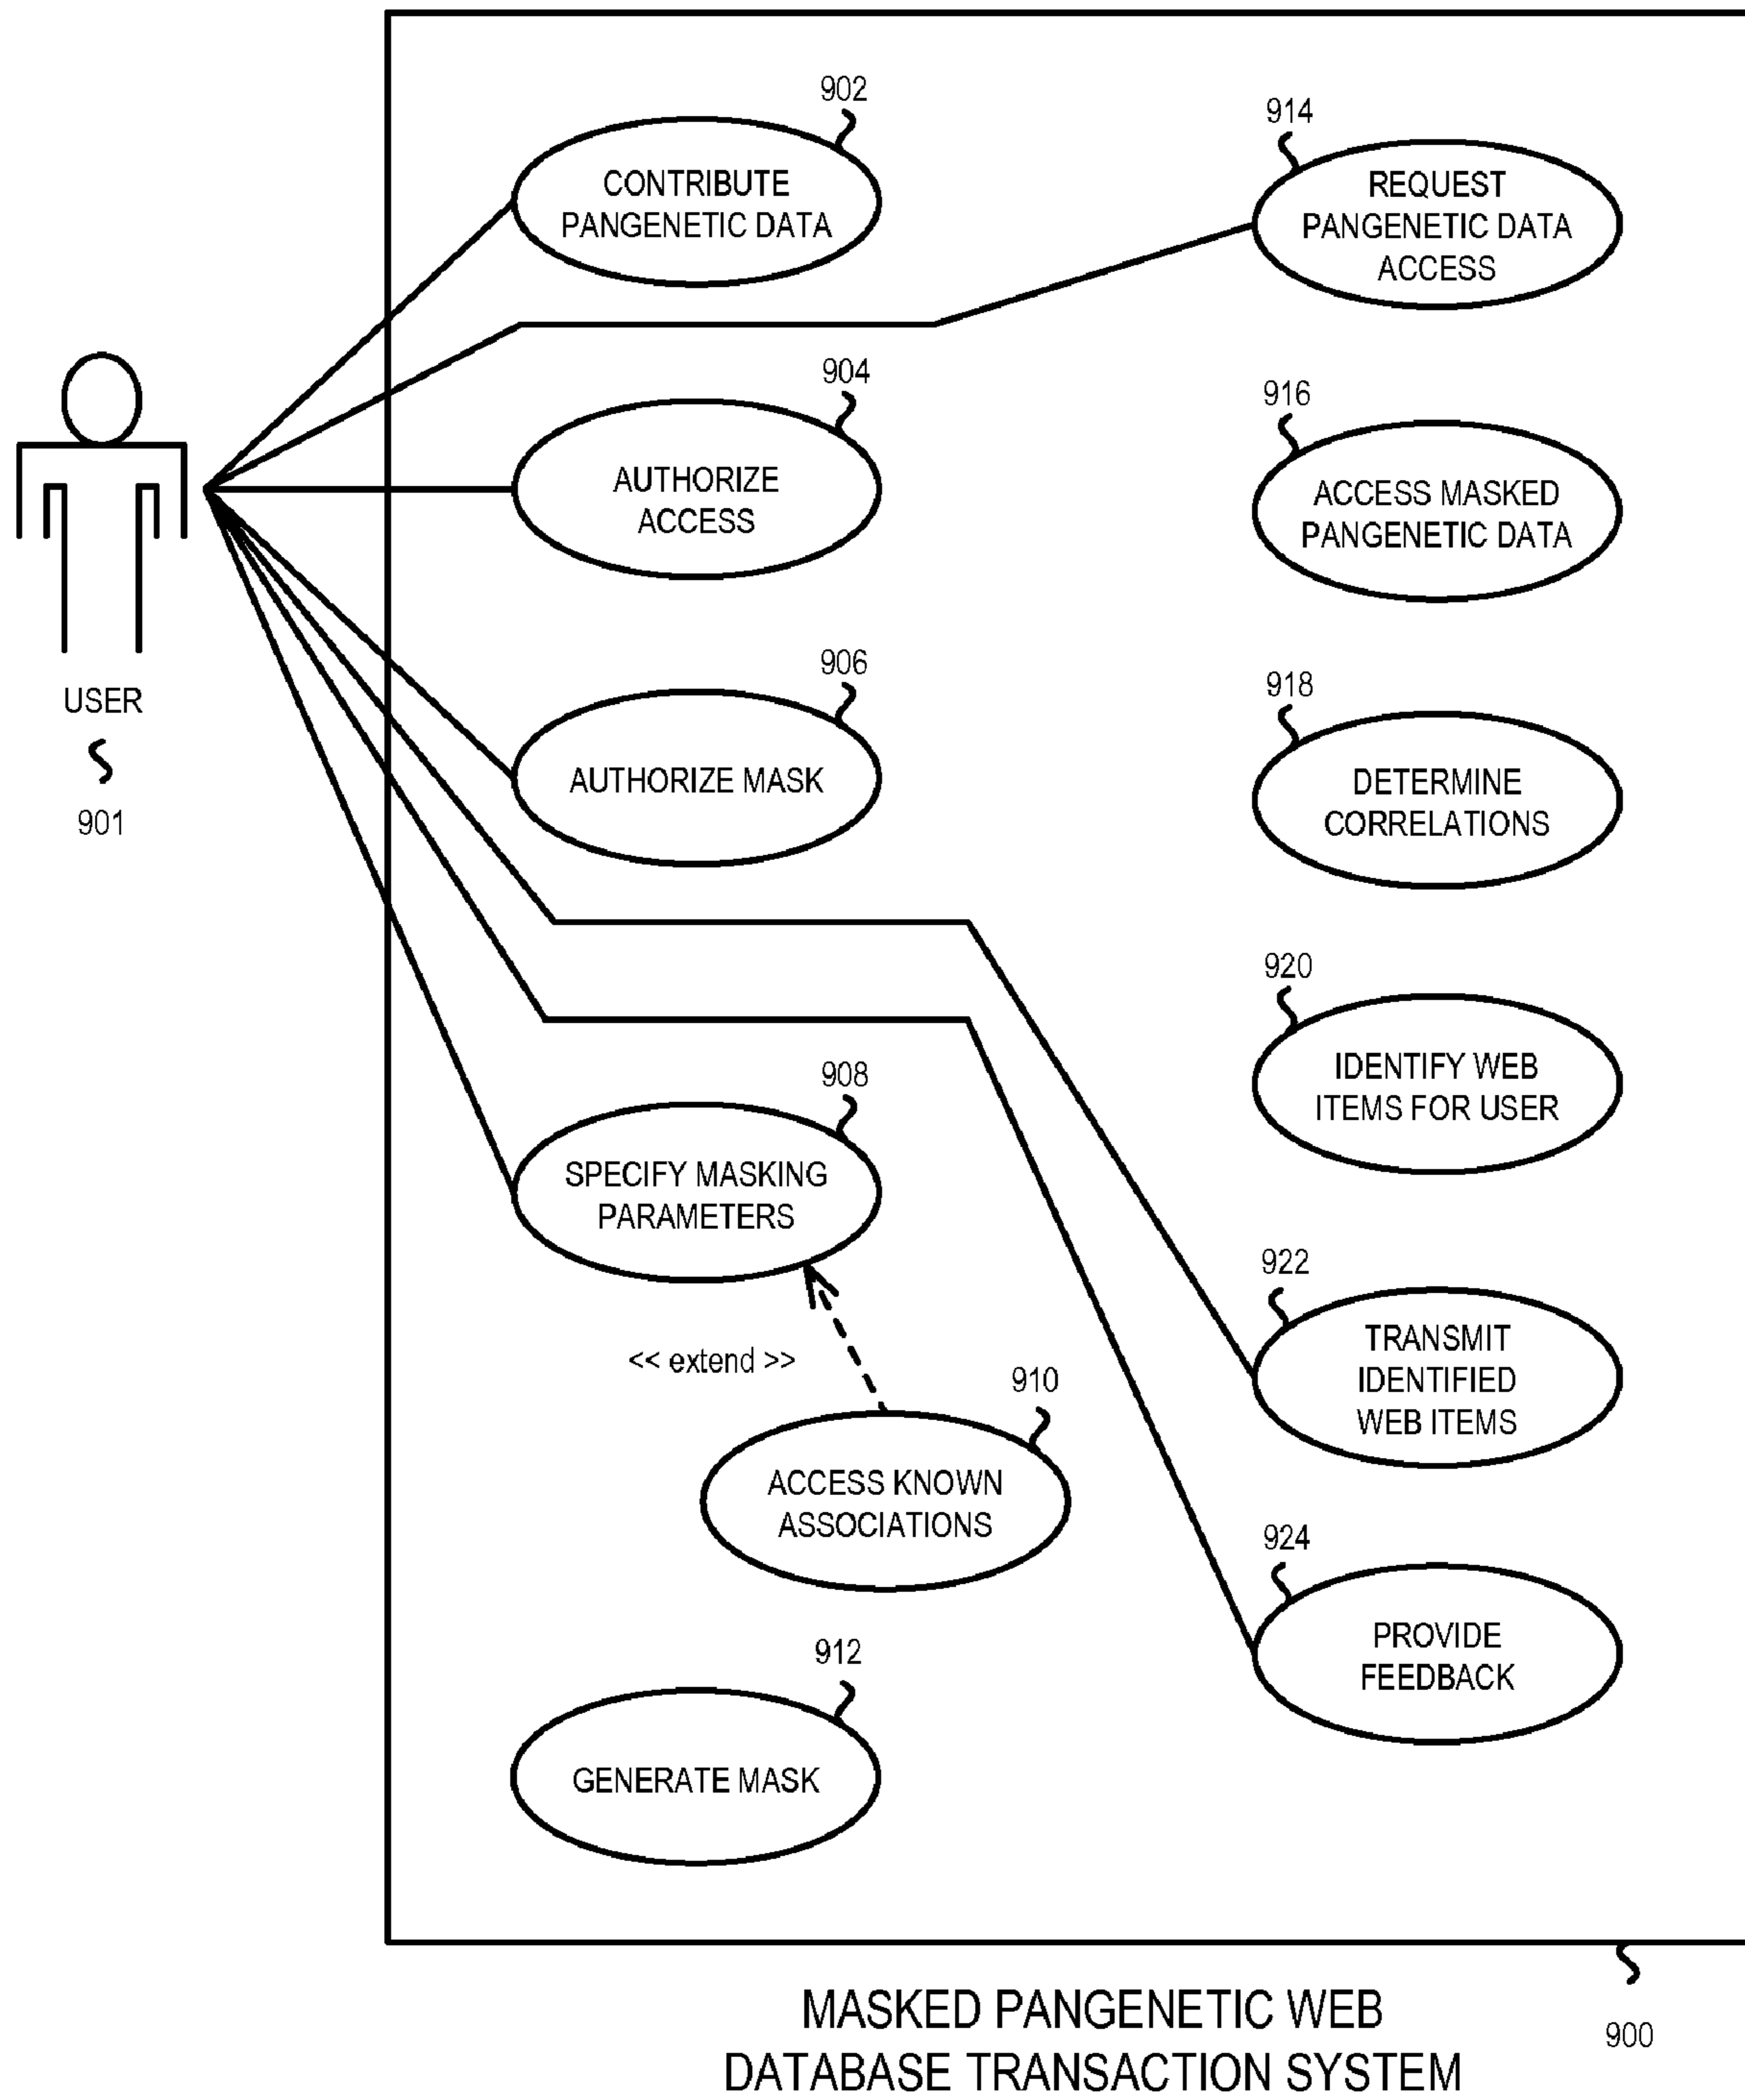 902
CONTRIBUTE
PANGENETIC DATA
914
REQUEST
PANGENETIC DATA
ACCESS
904
AUTHORIZE
ACCESS
916
ACCESS MASKED
PANGENETIC DATA
USER
901
906
AUTHORIZE MASK
918
DETERMINE
CORRELATIONS
920
IDENTIFY WEB
ITEMS FOR USER
908
SPECIFY MASKING
PARAMETERS
<< extend >>
910
ACCESS KNOWN
ASSOCIATIONS
922
TRANSMIT
IDENTIFIED
WEB ITEMS
924
PROVIDE
FEEDBACK
912
GENERATE MASK
MASKED PANGENETIC WEB
DATABASE TRANSACTION SYSTEM
900